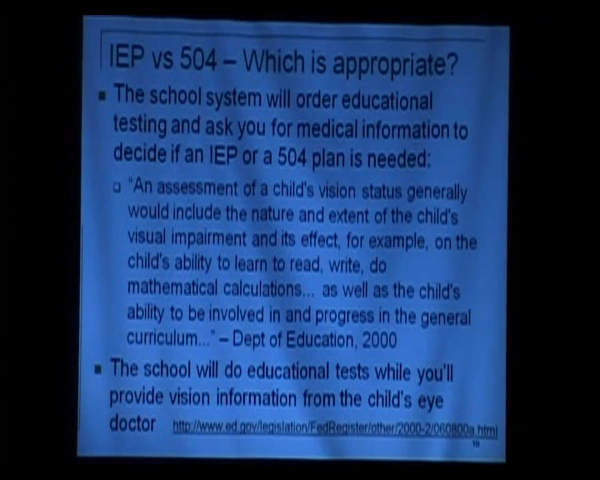 IEP vs 504 – Which is appropriate?
The school system will order educational
testing and ask you for medical information to
decide if an IEP or a 504 plan is needed:
"An assessment of a child's vision status generally
would include the nature and extent of the child's
visual impairment and its effect, for example, on the
child's ability to learn to read, write, do
mathematical calculations... as well as the child's
ability to be involved in and progress in the general
curriculum..." – Dept of Education, 2000
The school will do educational tests while you'll
provide vision information from the child's eye
doctor http://www.ed.gov/legislation/FedRegister/other/2000-2/060800a.html
19